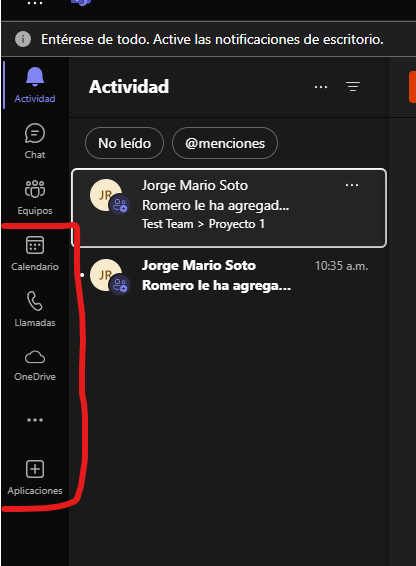 Entérese de todo. Active las notificaciones de escritorio.
Actividad
Chat
Equipos
Calendario
Llamadas
OneDrive
Aplicaciones
Actividad
No leído
@menciones
JR
Jorge Mario Soto
Romero le ha agregad...
Test Team > Proyecto 1
JR
Jorge Mario Soto
10:35 a.m.
Romero le ha agrega...